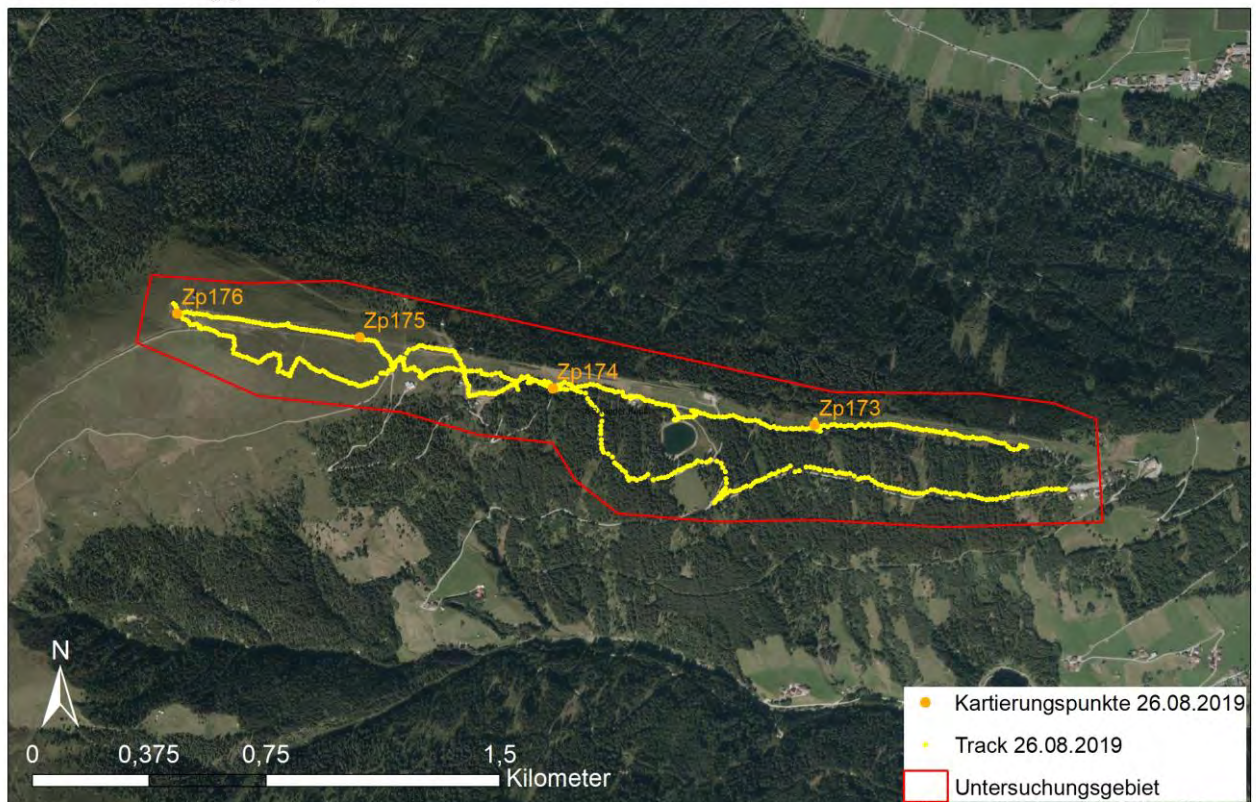 Zp176
Zp175
Zp174
Zp173
N
0 0,375 0,75 1,5
Kilometer
Kartierungspunkte 26.08.2019
Track 26.08.2019
Untersuchungsgebiet